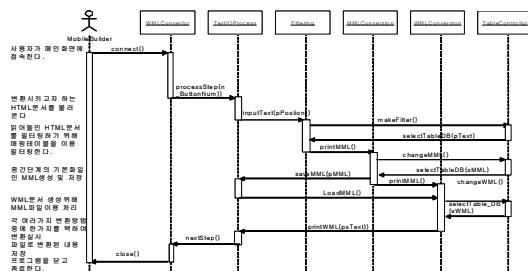 WMLConvertor
TextIOProcess
Filtering
MMLConversion
WMLConversion
TableController
MobileBuilder
사용자가 메인화면에
접속한다.
connect()
processStep(n
ButtonNum))
변환시키고자 하는
HTML문서를 불러
온다
inputText(pPosilon)
makeFilter()
읽어들인 HTML문서
를 필터링하기 위해
매핑테이블을 이용
필터링한다.
selectTableDB(pText)
printMML()
changeMML()
selectTableDB(sMML)
중간단계의 기본파일
인 MML생성 및 저장
saveMML(pMML)
printMML()
changeWML()
LoadMML()
WML문서 생성위해
MML파일이용 처리
selectTable_DB
(sWML)
각 여러가지 변환방법
중에 한가지를 택하여
변환실시
printWML(psText)
nextStep()
파일로 변환된 내용
저장
프로그램을 닫고
종료한다.
close()